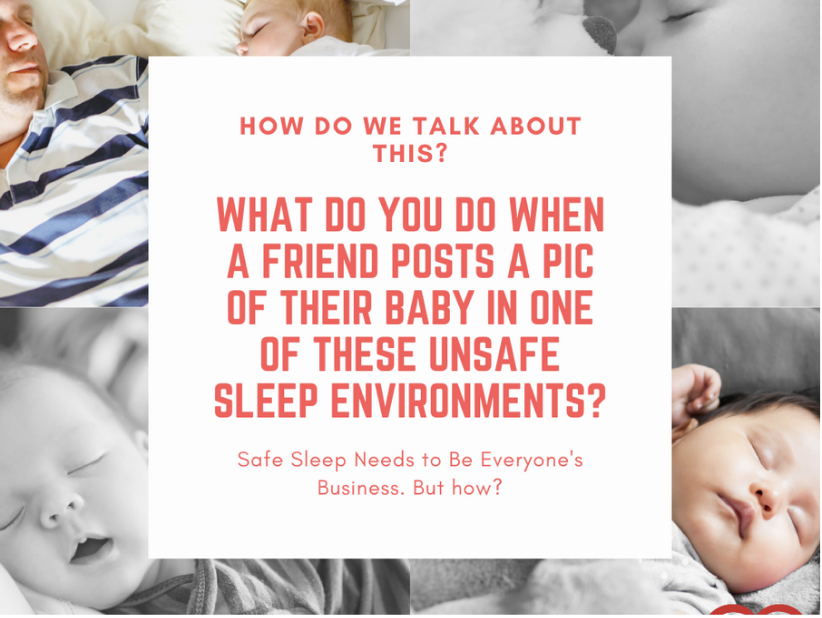 HOW DO WE TALK ABOUT
THIS?
WHAT DO YOU DO WHEN
A FRIEND POSTS A PIC
OF THEIR BABY IN ONE
OF THESE UNSAFE
SLEEP ENVIRONMENTS?
Safe Sleep Needs to Be Everyone's
Business. But how?